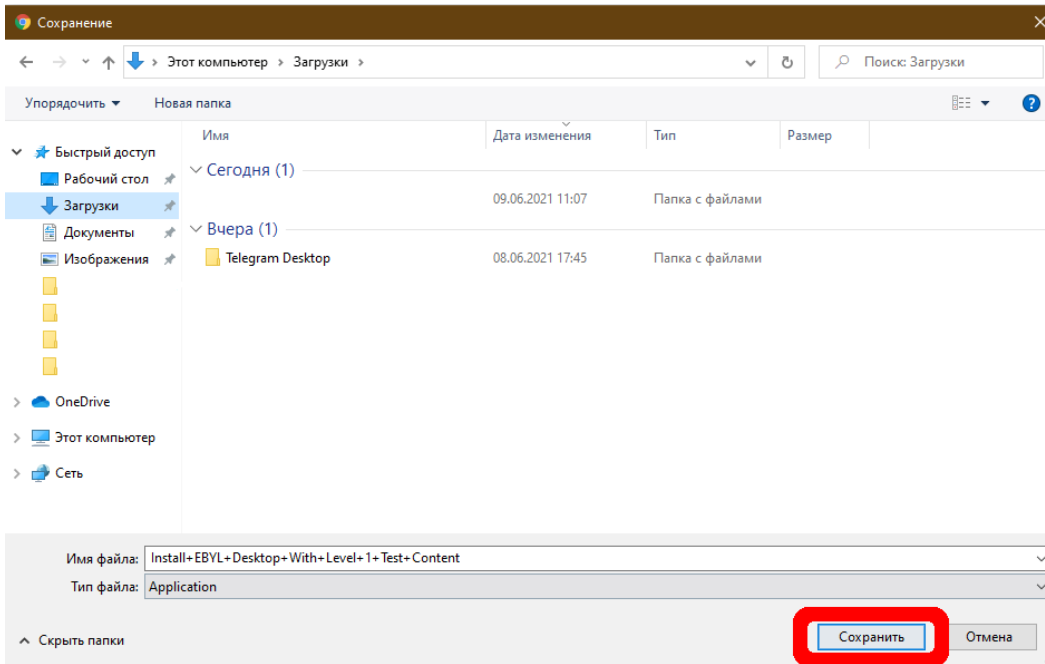 Сохранение
Этот компьютер › Загрузки ›
Поиск: Загрузки
Упорядочить
Новая папка
Имя
Дата изменения
Тип
Размер
Быстрый доступ
Рабочий стол
Загрузки
Документы
Изображения
OneDrive
Этот компьютер
Сеть
Сегодня (1)
09.06.2021 11:07 Папка с файлами
Вчера (1)
Telegram Desktop 08.06.2021 17:45 Папка с файлами
Имя файла: Install+EBYL+Desktop+With+Level+1+Test+Content
Тип файла: Application
Скрыть папки
Сохранить
Отмена